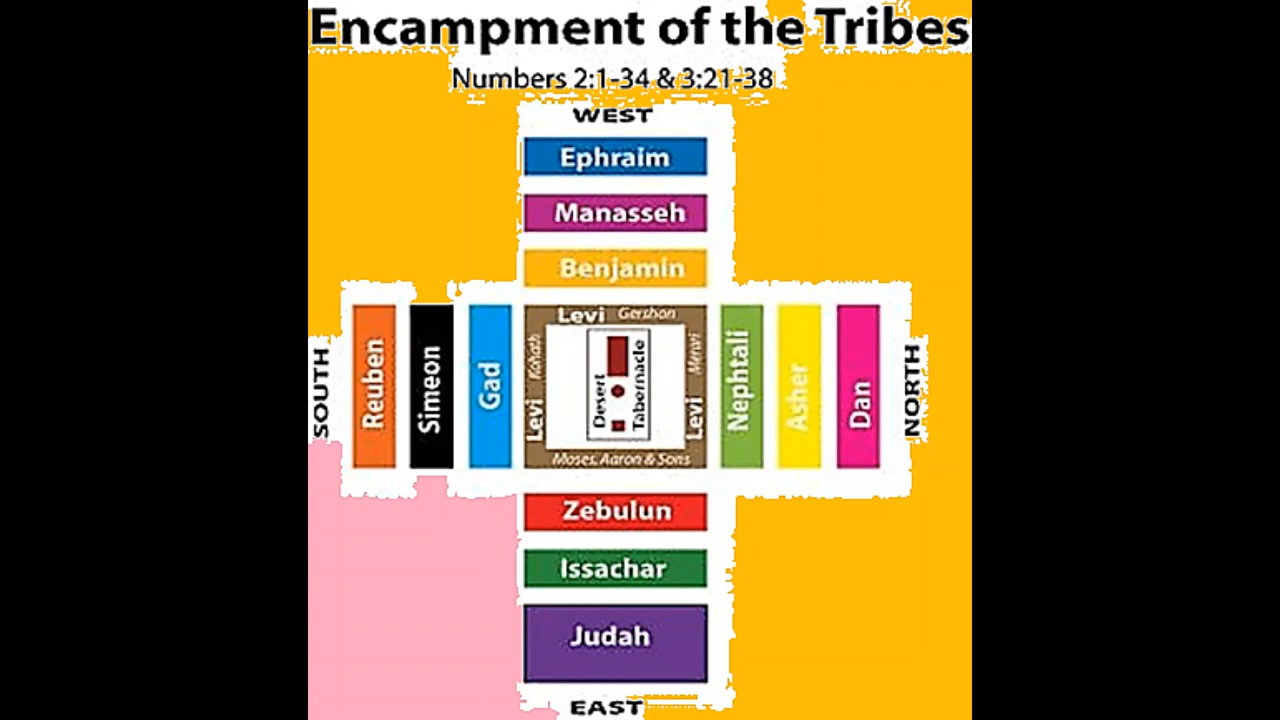 Encampment of the Tribes
Numbers 2:1-34 & 3:21-38
WEST
Ephraim
Manasseh
Benjamin
SOUTH
Reuben
Simeon
Gad
Levi Gershon
Levi Kohath
Desert
Tabernacle
Levi Merari
Moses, Aaron & Sons
Nephtali
Asher
Dan
NORTH
Zebulun
Issachar
Judah
EAST